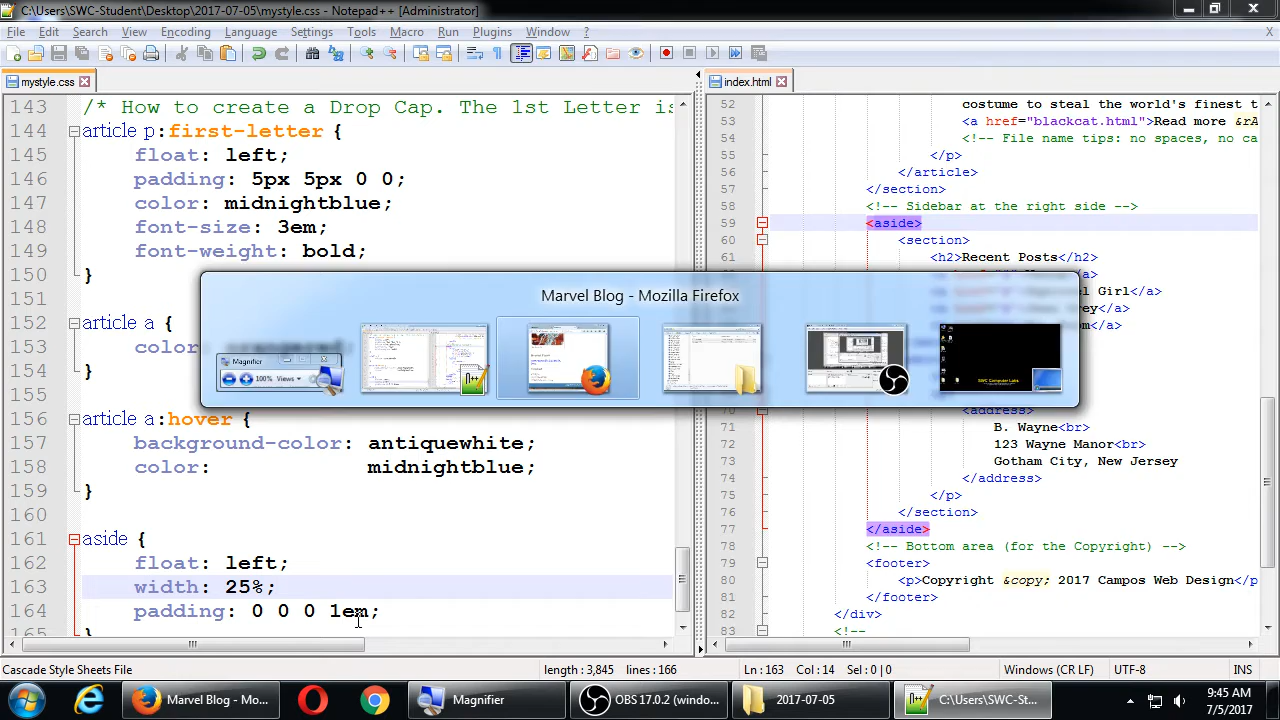 C:\Users\SWC-Student\Desktop\2017-07-05\mystyle.css - Notepad++ [Administrator]
File Edit Search View Encoding Language Settings Tools Macro Run Plugins Window ?
X
mystyle.css
143 /* How to create a Drop Cap. The 1st Letter is
144 article p:first-letter {
145 float: left;
146 padding: 5px 5px 0 0;
147 color: midnightblue;
148 font-size: 3em;
149 font-weight: bold;
150 }
151
152 article a {
153
154 }
155
156 article a:hover {
157 background-color: antiquewhite;
158 color: midnightblue;
159 }
160
161 aside {
162 float: left;
163 width: 25%;
164 padding: 0 0 0 1em;
165 }
index.html
52 costume to steal the world's finest t
53 <a href="blackcat.html">Read more &rA
54 <!-- File name tips: no spaces, no ca
55 </p>
56 </article>
57 </section>
58 <!-- Sidebar at the right side -->
59 <aside>
60 <section>
61 <h2>Recent Posts</h2>
</a>
Girl</a>
</a>
</a>
<address>
71 B. Wayne<br>
72 123 Wayne Manor<br>
73 Gotham City, New Jersey
74 </address>
75 </p>
76 </section>
77 </aside>
78 <!-- Bottom area (for the Copyright) -->
79 <footer>
80 <p>Copyright &copy; 2017 Campos Web Design</p
81 </footer>
82 </div>
83 <!--
Marvel Blog - Mozilla Firefox
Magnifier
100% Views
SWC Computer Labs
Cascade Style Sheets File length : 3,845 lines : 166 Ln : 163 Col : 14 Sel : 0 | 0 Windows (CR LF) UTF-8 INS
Marvel Blog - Mo...
Magnifier
OBS 17.0.2 (windo...
2017-07-05
C:\Users\SWC-St...
9:45 AM
7/5/2017